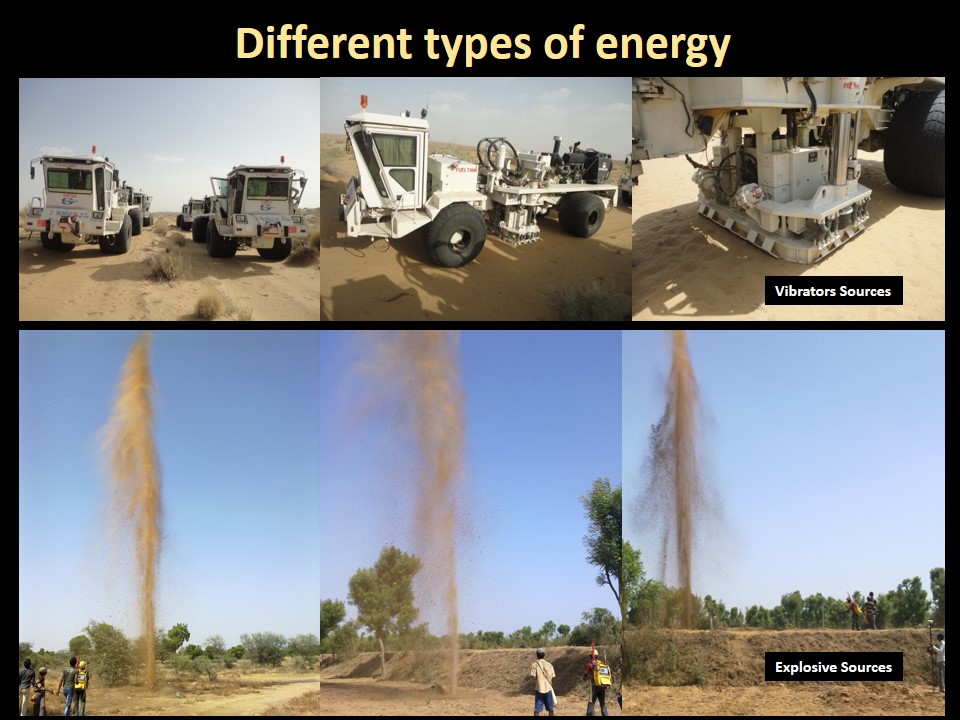 Different types of energy
Vibrators Sources
Explosive Sources